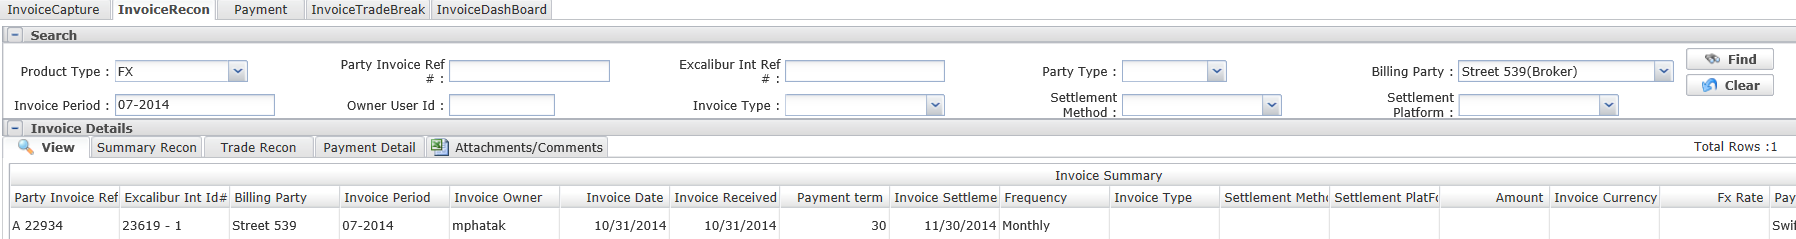 InvoiceCapture InvoiceRecon Payment InvoiceTradeBreak InvoiceDashBoard
Search
Product Type : FX Party Invoice Ref # : Excalibur Int Ref # : Party Type : Billing Party : Street 539(Broker) Find
Invoice Period : 07-2014 Owner User Id : Invoice Type : Settlement Method : Settlement Platform : Clear
Invoice Details
View Summary Recon Trade Recon Payment Detail Attachments/Comments Total Rows :1
Invoice Summary
Party Invoice Ref Excalibur Int Id# Billing Party Invoice Period Invoice Owner Invoice Date Invoice Received Payment term Invoice Settleme Frequency Invoice Type Settlement Metho Settlement PlatFo Amount Invoice Currency Fx Rate Pay
A 22934 23619 - 1 Street 539 07-2014 mphatak 10/31/2014 10/31/2014 30 11/30/2014 Monthly Swif